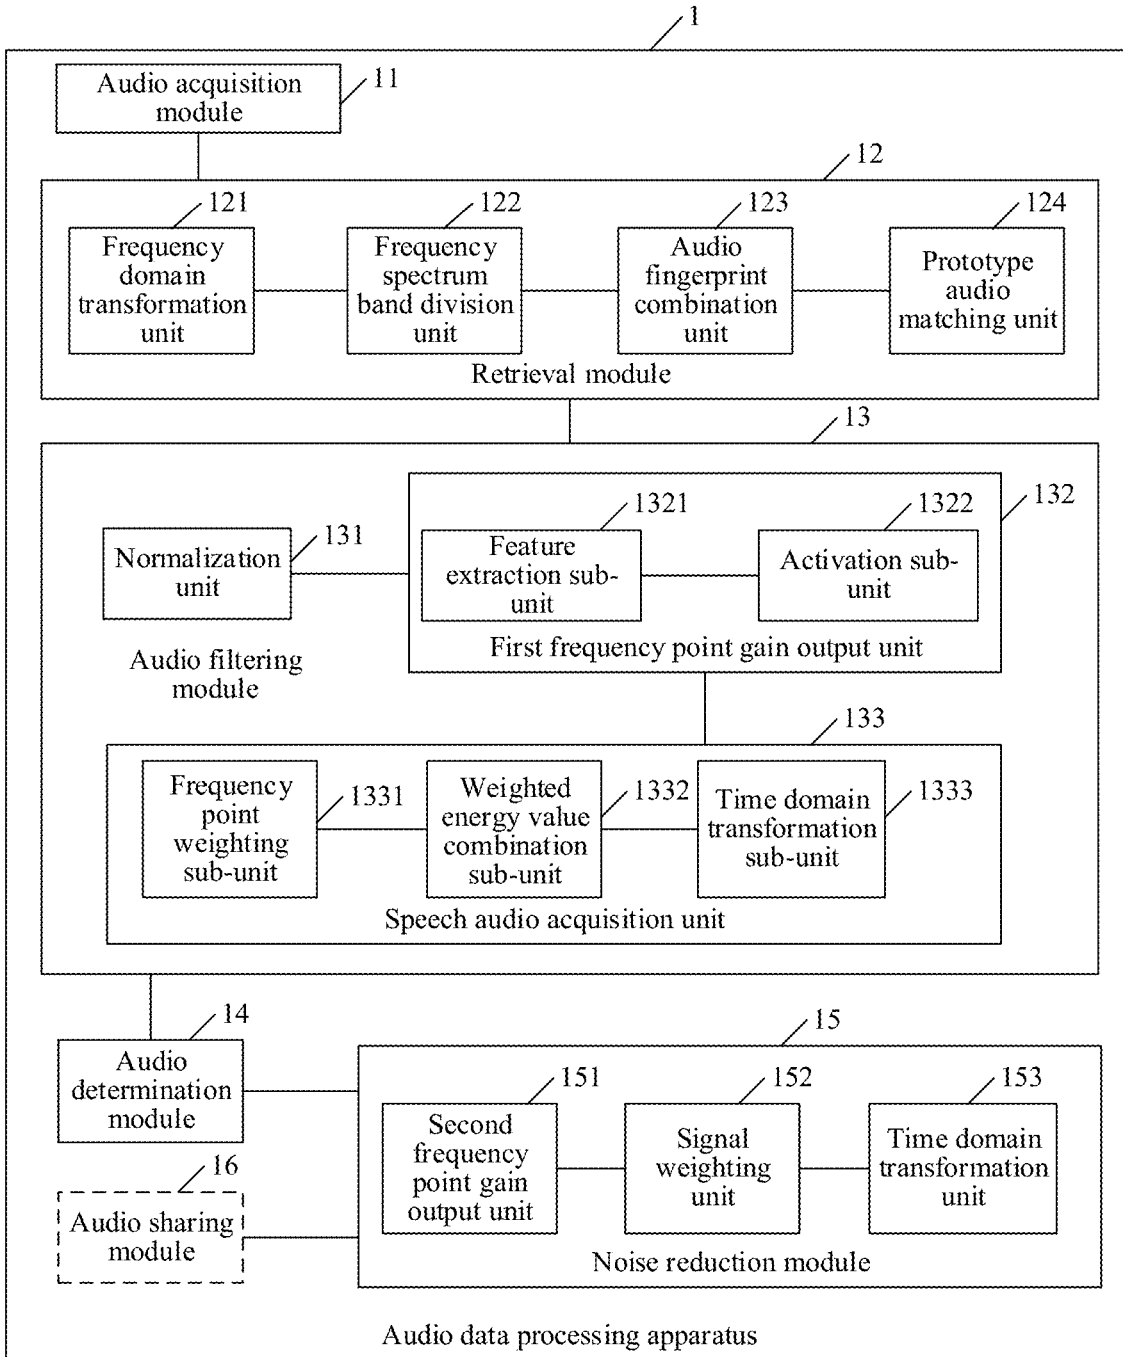 1
Audio acquisition
module
11
12
121
122
123
124
Frequency
domain
transformation
unit
Frequency
spectrum
band division
unit
Audio
fingerprint
combination
unit
Prototype
audio
matching unit
Retrieval module
13
132
1321
1322
131
Normalization
unit
Feature
extraction sub-
unit
Activation sub-
unit
First frequency point gain output unit
Audio filtering
module
133
Frequency
point
weighting
sub-unit
1331
Weighted
energy value
combination
sub-unit
1332
Time domain
transformation
sub-unit
1333
Speech audio acquisition unit
14
Audio
determination
module
15
151
152
153
Second
frequency
point gain
output unit
Signal
weighting
unit
Time domain
transformation
unit
Noise reduction module
16
Audio sharing
module
Audio data processing apparatus